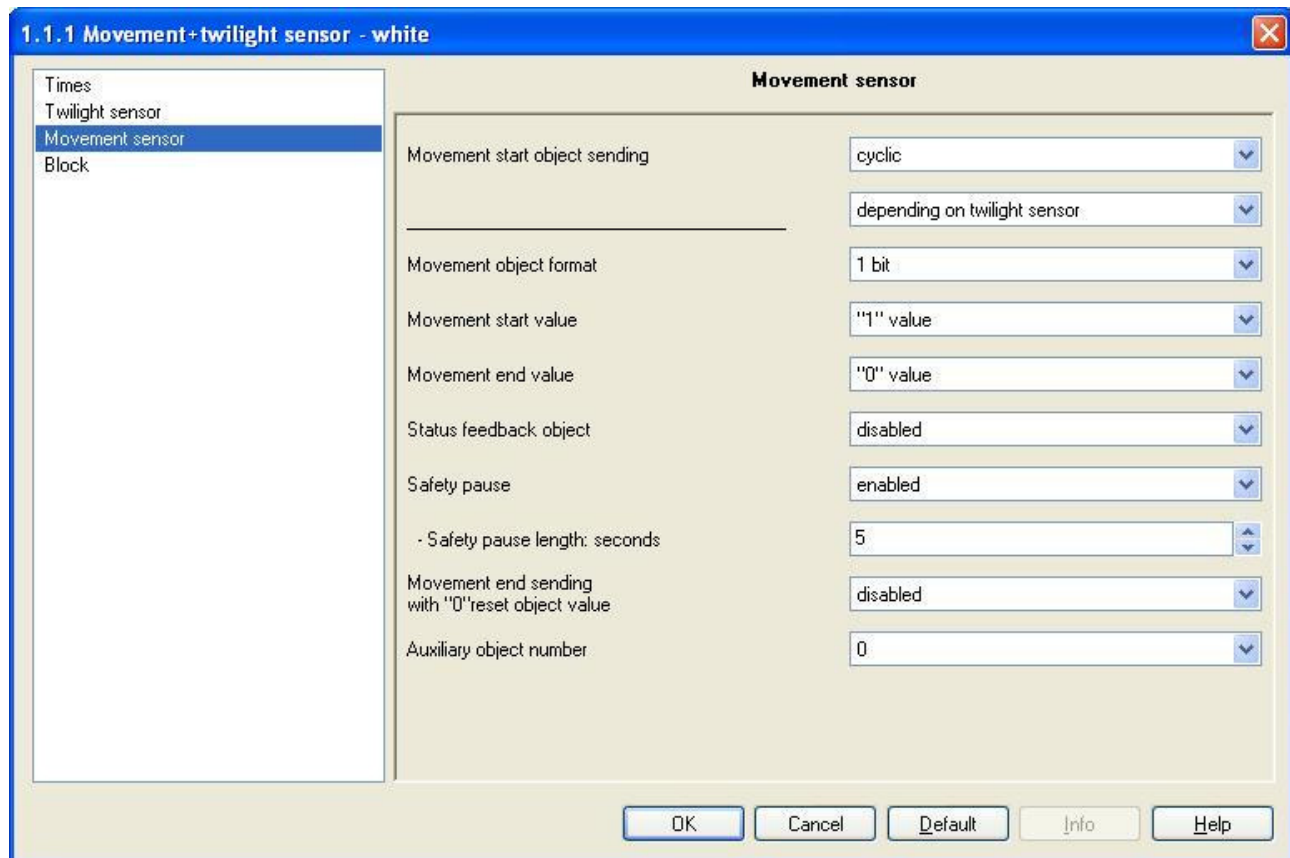 1.1.1 Movement+twilight sensor - white
Times
Twilight sensor
Movement sensor
Block
Movement sensor
Movement start object sending
cyclic
depending on twilight sensor
Movement object format
1 bit
Movement start value
"1" value
Movement end value
"0" value
Status feedback object
disabled
Safety pause
enabled
- Safety pause length: seconds
5
Movement end sending
with "0"reset object value
disabled
Auxiliary object number
0
OK
Cancel
Default
Info
Help